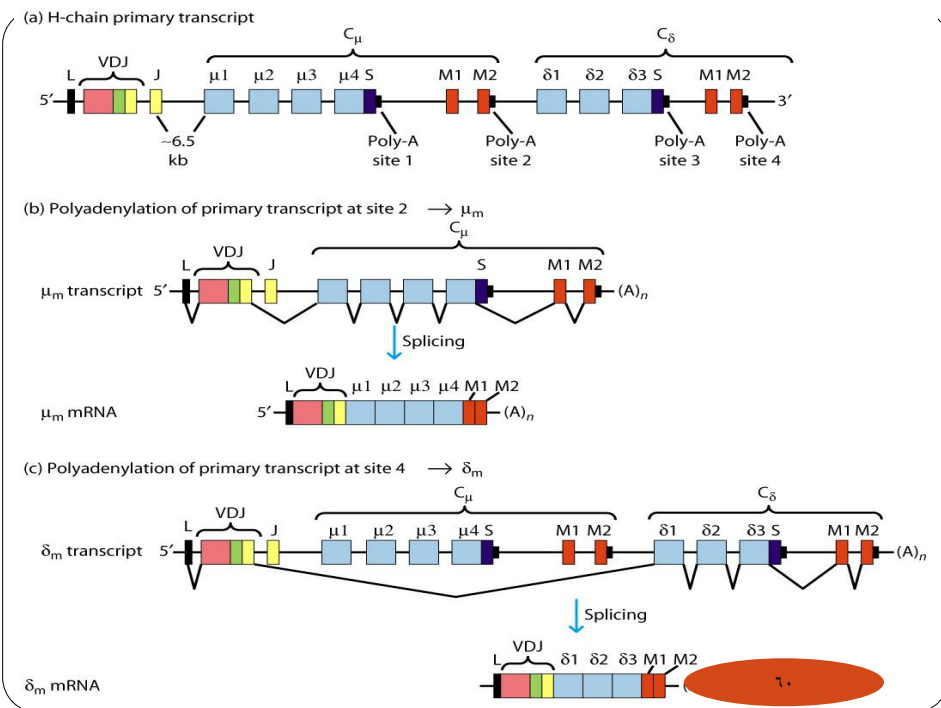 (a) H-chain primary transcript
Cμ Cδ
L VDJ J μ1 μ2 μ3 μ4 S M1 M2 δ1 δ2 δ3 S M1 M2
5′ 3′
~6.5 kb
Poly-A site 1
Poly-A site 2
Poly-A site 3
Poly-A site 4
(b) Polyadenylation of primary transcript at site 2 → μm
Cμ
L VDJ J S M1 M2
μm transcript 5′ (A)n
Splicing
L VDJ μ1 μ2 μ3 μ4 M1 M2
μm mRNA 5′ (A)n
(c) Polyadenylation of primary transcript at site 4 → δm
Cμ Cδ
L VDJ J μ1 μ2 μ3 μ4 S M1 M2 δ1 δ2 δ3 S M1 M2
δm transcript 5′ (A)n
Splicing
L VDJ δ1 δ2 δ3 M1 M2
δm mRNA (
٦٠